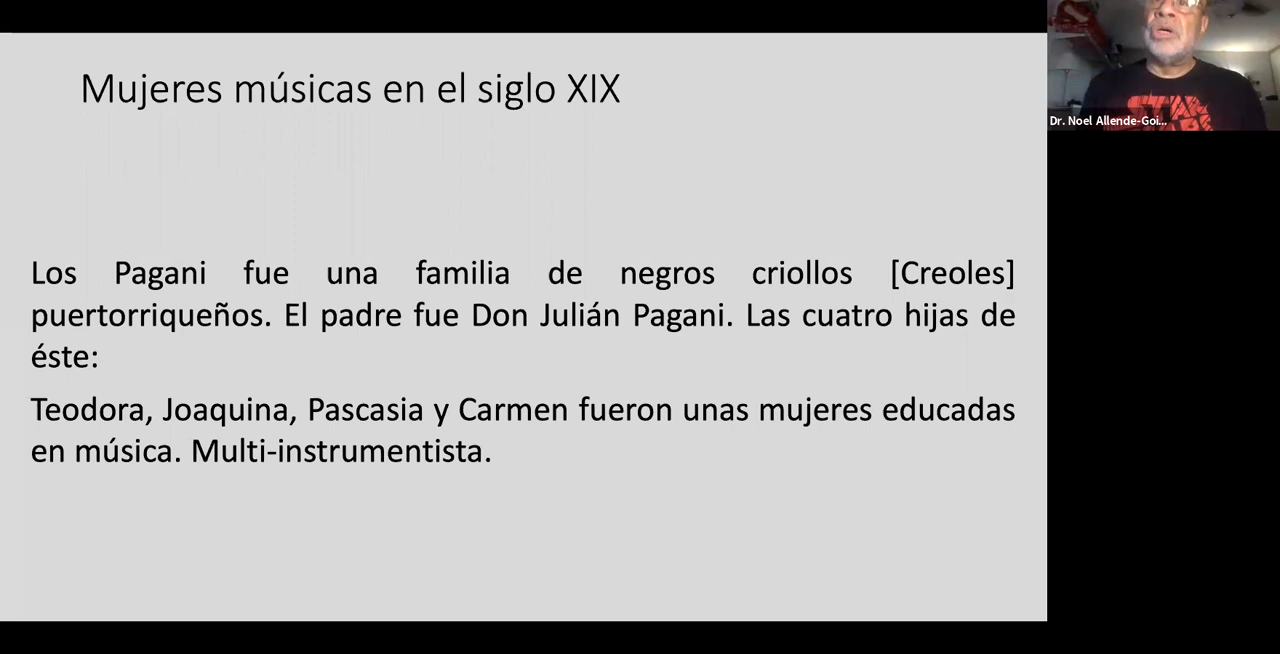 Mujeres músicas en el siglo XIX
Los Pagani fue una familia de negros criollos [Creoles]
puertorriqueños. El padre fue Don Julián Pagani. Las cuatro hijas de
éste:
Teodora, Joaquina, Pascasia y Carmen fueron unas mujeres educadas
en música. Multi-instrumentista.
Dr. Noel Allende-Goi...